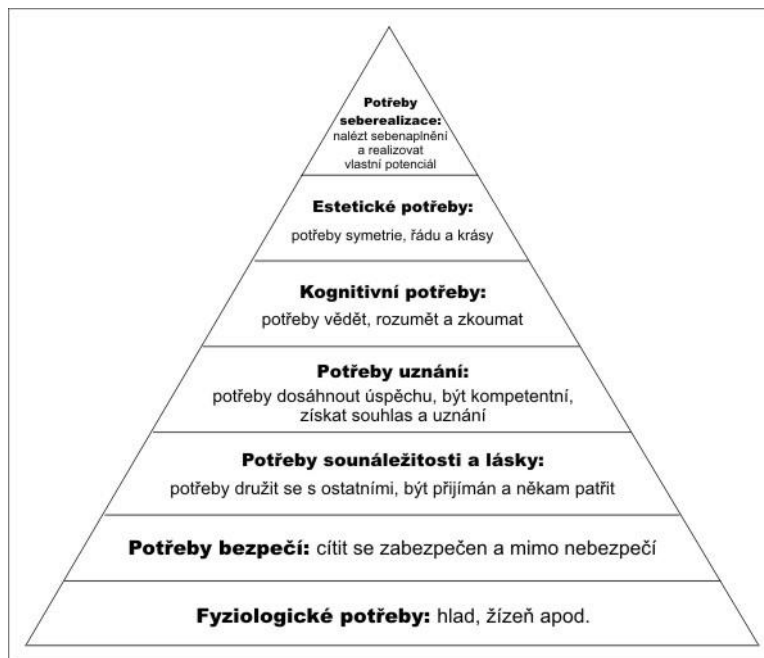 Potřeby
seberealizace:
nalézt sebenaplnění
a realizovat
vlastní potenciál
Estetické potřeby:
potřeby symetrie, řádu a krásy
Kognitivní potřeby:
potřeby vědět, rozumět a zkoumat
Potřeby uznání:
potřeby dosáhnout úspěchu, být kompetentní,
získat souhlas a uznání
Potřeby sounáležitosti a lásky:
potřeby družit se s ostatními, být přijímán a někam patřit
Potřeby bezpečí: cítit se zabezpečen a mimo nebezpečí
Fyziologické potřeby: hlad, žízeň apod.